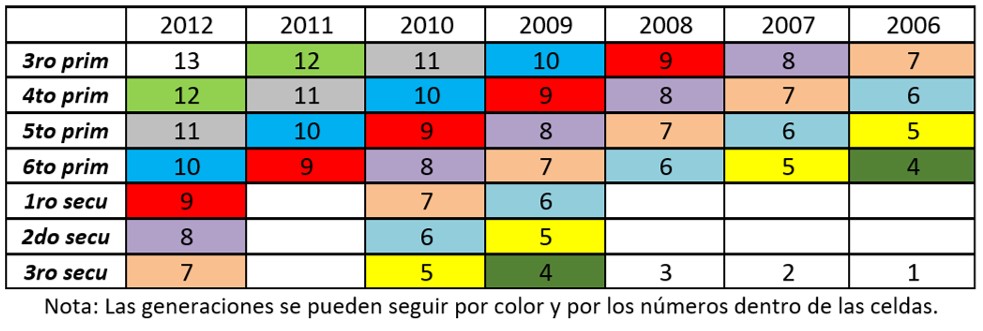 2012 2011 2010 2009 2008 2007 2006
3ro prim 13 12 11 10 9 8 7
4to prim 12 11 10 9 8 7 6
5to prim 11 10 9 8 7 6 5
6to prim 10 9 8 7 6 5 4
1ro secu 9 7 6
2do secu 8 6 5
3ro secu 7 5 4 3 2 1
Nota: Las generaciones se pueden seguir por color y por los números dentro de las celdas.